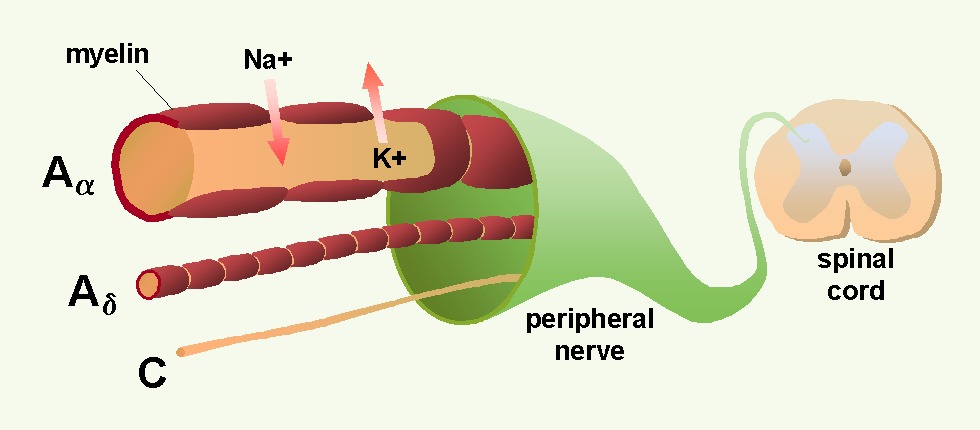 myelin
Na+
K+
Aα
Aδ
C
peripheral
nerve
spinal
cord